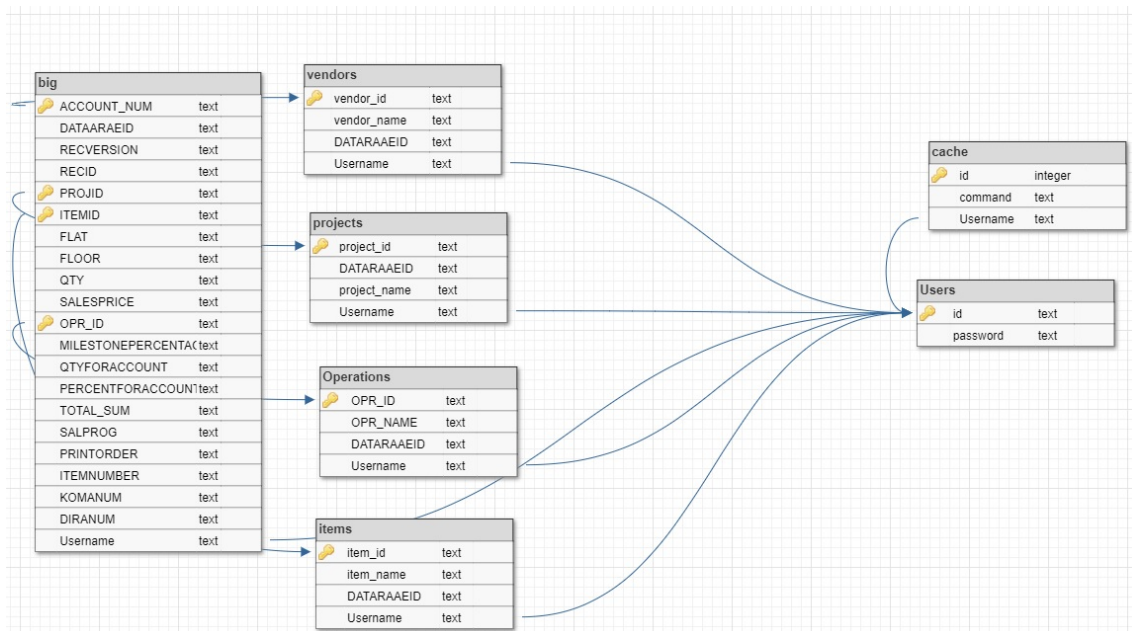 big
ACCOUNT_NUM text
DATAARAEID text
RECVERSION text
RECID text
PROJID text
ITEMID text
FLAT text
FLOOR text
QTY text
SALESPRICE text
OPR_ID text
MILESTONEPERCENTA text
QTYFORACCOUNT text
PERCENTFORACCOUNT text
TOTAL_SUM text
SALPROG text
PRINTORDER text
ITEMNUMBER text
KOMANUM text
DIRANUM text
Username text
vendors
vendor_id text
vendor_name text
DATARAAEID text
Username text
projects
project_id text
DATARAAEID text
project_name text
Username text
Operations
OPR_ID text
OPR_NAME text
DATARAAEID text
Username text
items
item_id text
item_name text
DATARAAEID text
Username text
cache
id integer
command text
Username text
Users
id text
password text